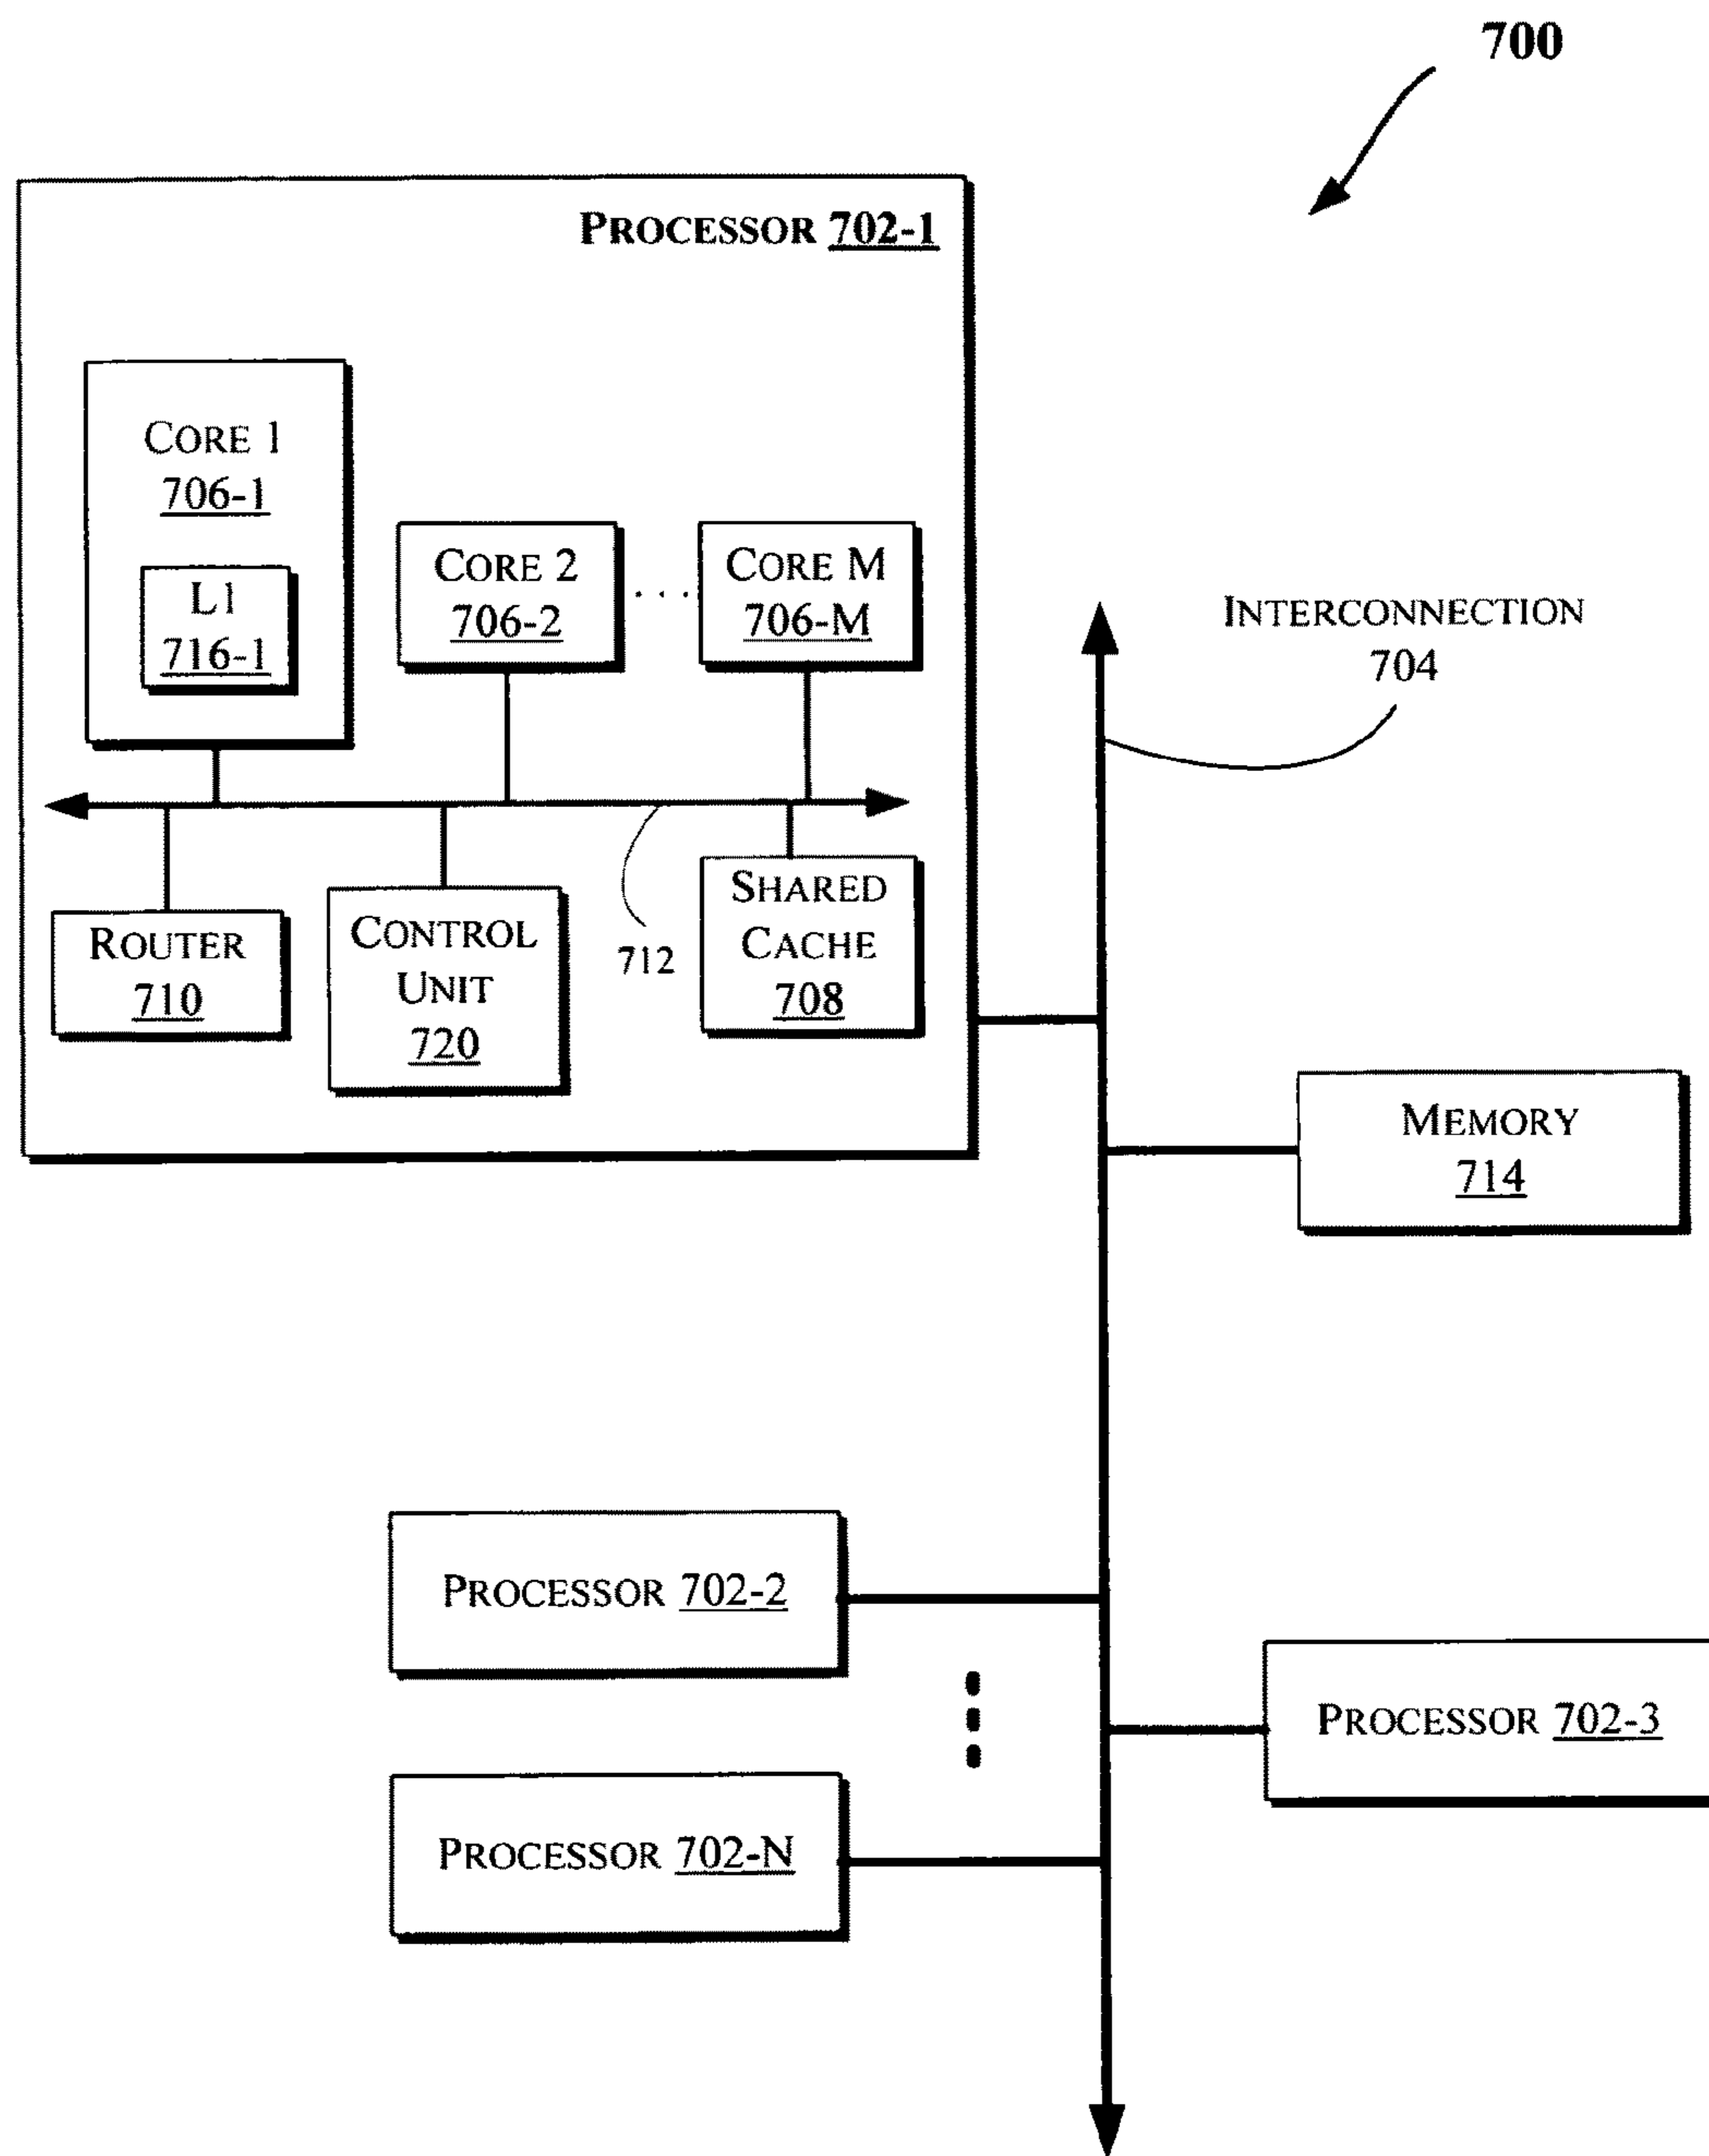 700
PROCESSOR 702-1
CORE 1
706-1
L1
716-1
CORE 2
706-2
. . .
CORE M
706-M
INTERCONNECTION
704
ROUTER
710
CONTROL
UNIT
720
712
SHARED
CACHE
708
MEMORY
714
PROCESSOR 702-2
PROCESSOR 702-3
PROCESSOR 702-N